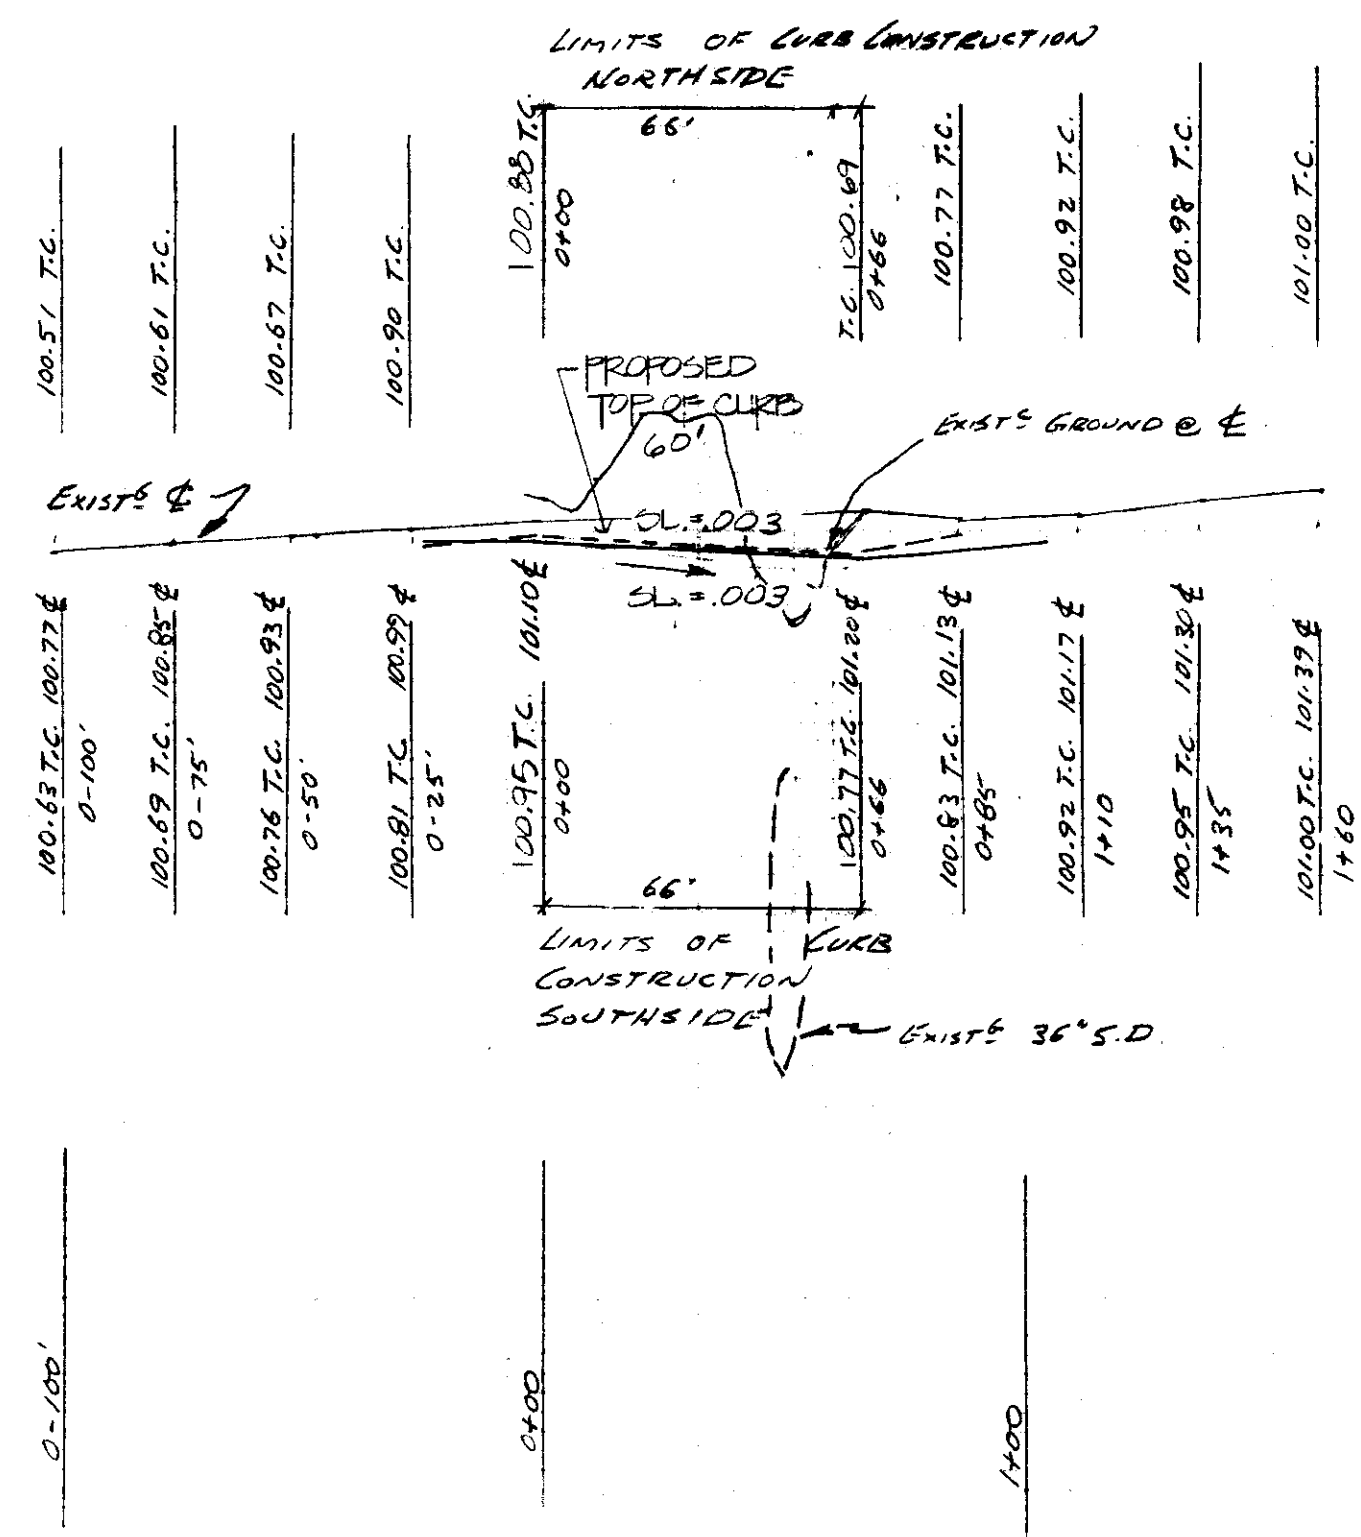 LIMITS OF CURB CONSTRUCTION
NORTHSIDE
66'
100.51 T.C.
100.61 T.C.
100.67 T.C.
100.90 T.C.
100.88 T.C.
0+00
T.C. 100.69
0+66
100.77 T.C.
100.92 T.C.
100.98 T.C.
101.00 T.C.
PROPOSED
TOP OF CURB
60'
EXIST'G GROUND @ ℄
EXIST'G ℄
SL.=.003
SL.=.003
100.63 T.C. 100.77 ℄
0-100'
100.69 T.C. 100.85 ℄
0-75'
100.76 T.C. 100.93 ℄
0-50'
100.81 T.C. 100.99 ℄
0-25'
100.95 T.C. 101.10 ℄
0+00
100.77 T.C. 101.20 ℄
0+66
100.83 T.C. 101.13 ℄
0+85
100.92 T.C. 101.17 ℄
1+10
100.95 T.C. 101.30 ℄
1+35
101.00 T.C. 101.39 ℄
1+60
66'
LIMITS OF CURB
CONSTRUCTION
SOUTHSIDE
EXIST'G 36" S.D.
0-100'
0+00
1+00